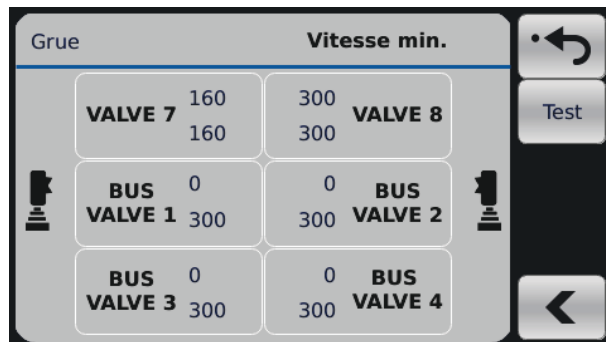 Grue Vitesse min.
VALVE 7 160 160
300 300 VALVE 8
Test
BUS VALVE 1 0 300
0 300 BUS VALVE 2
BUS VALVE 3 0 300
0 300 BUS VALVE 4